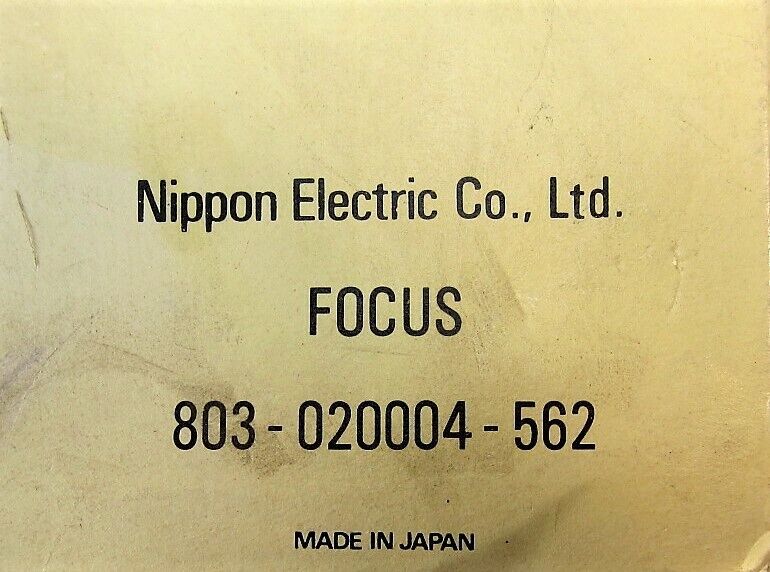 Nippon Electric Co., Ltd.
FOCUS
803-020004-562
MADE IN JAPAN